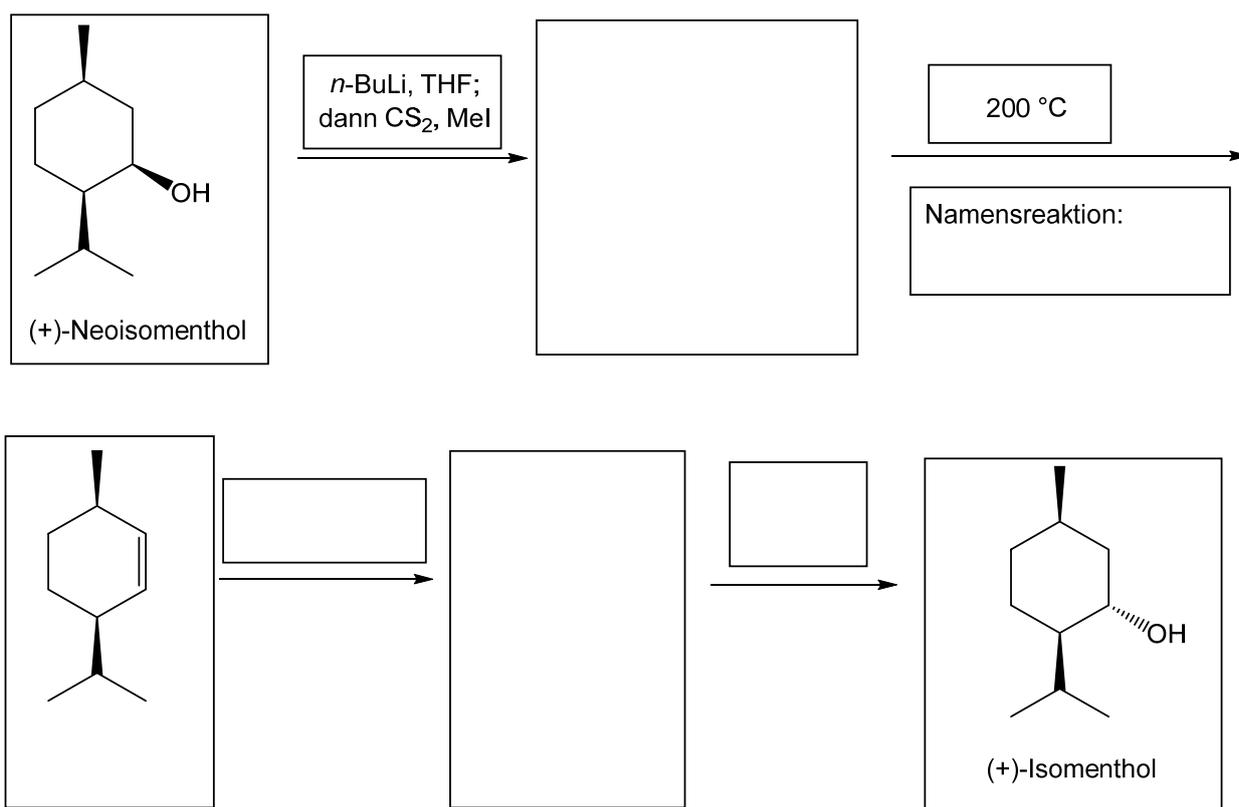 n-BuLi, THF;
dann CS₂, MeI
200 °C
OH
Namensreaktion:
(+)-Neoisomenthol
OH
(+)-Isomenthol